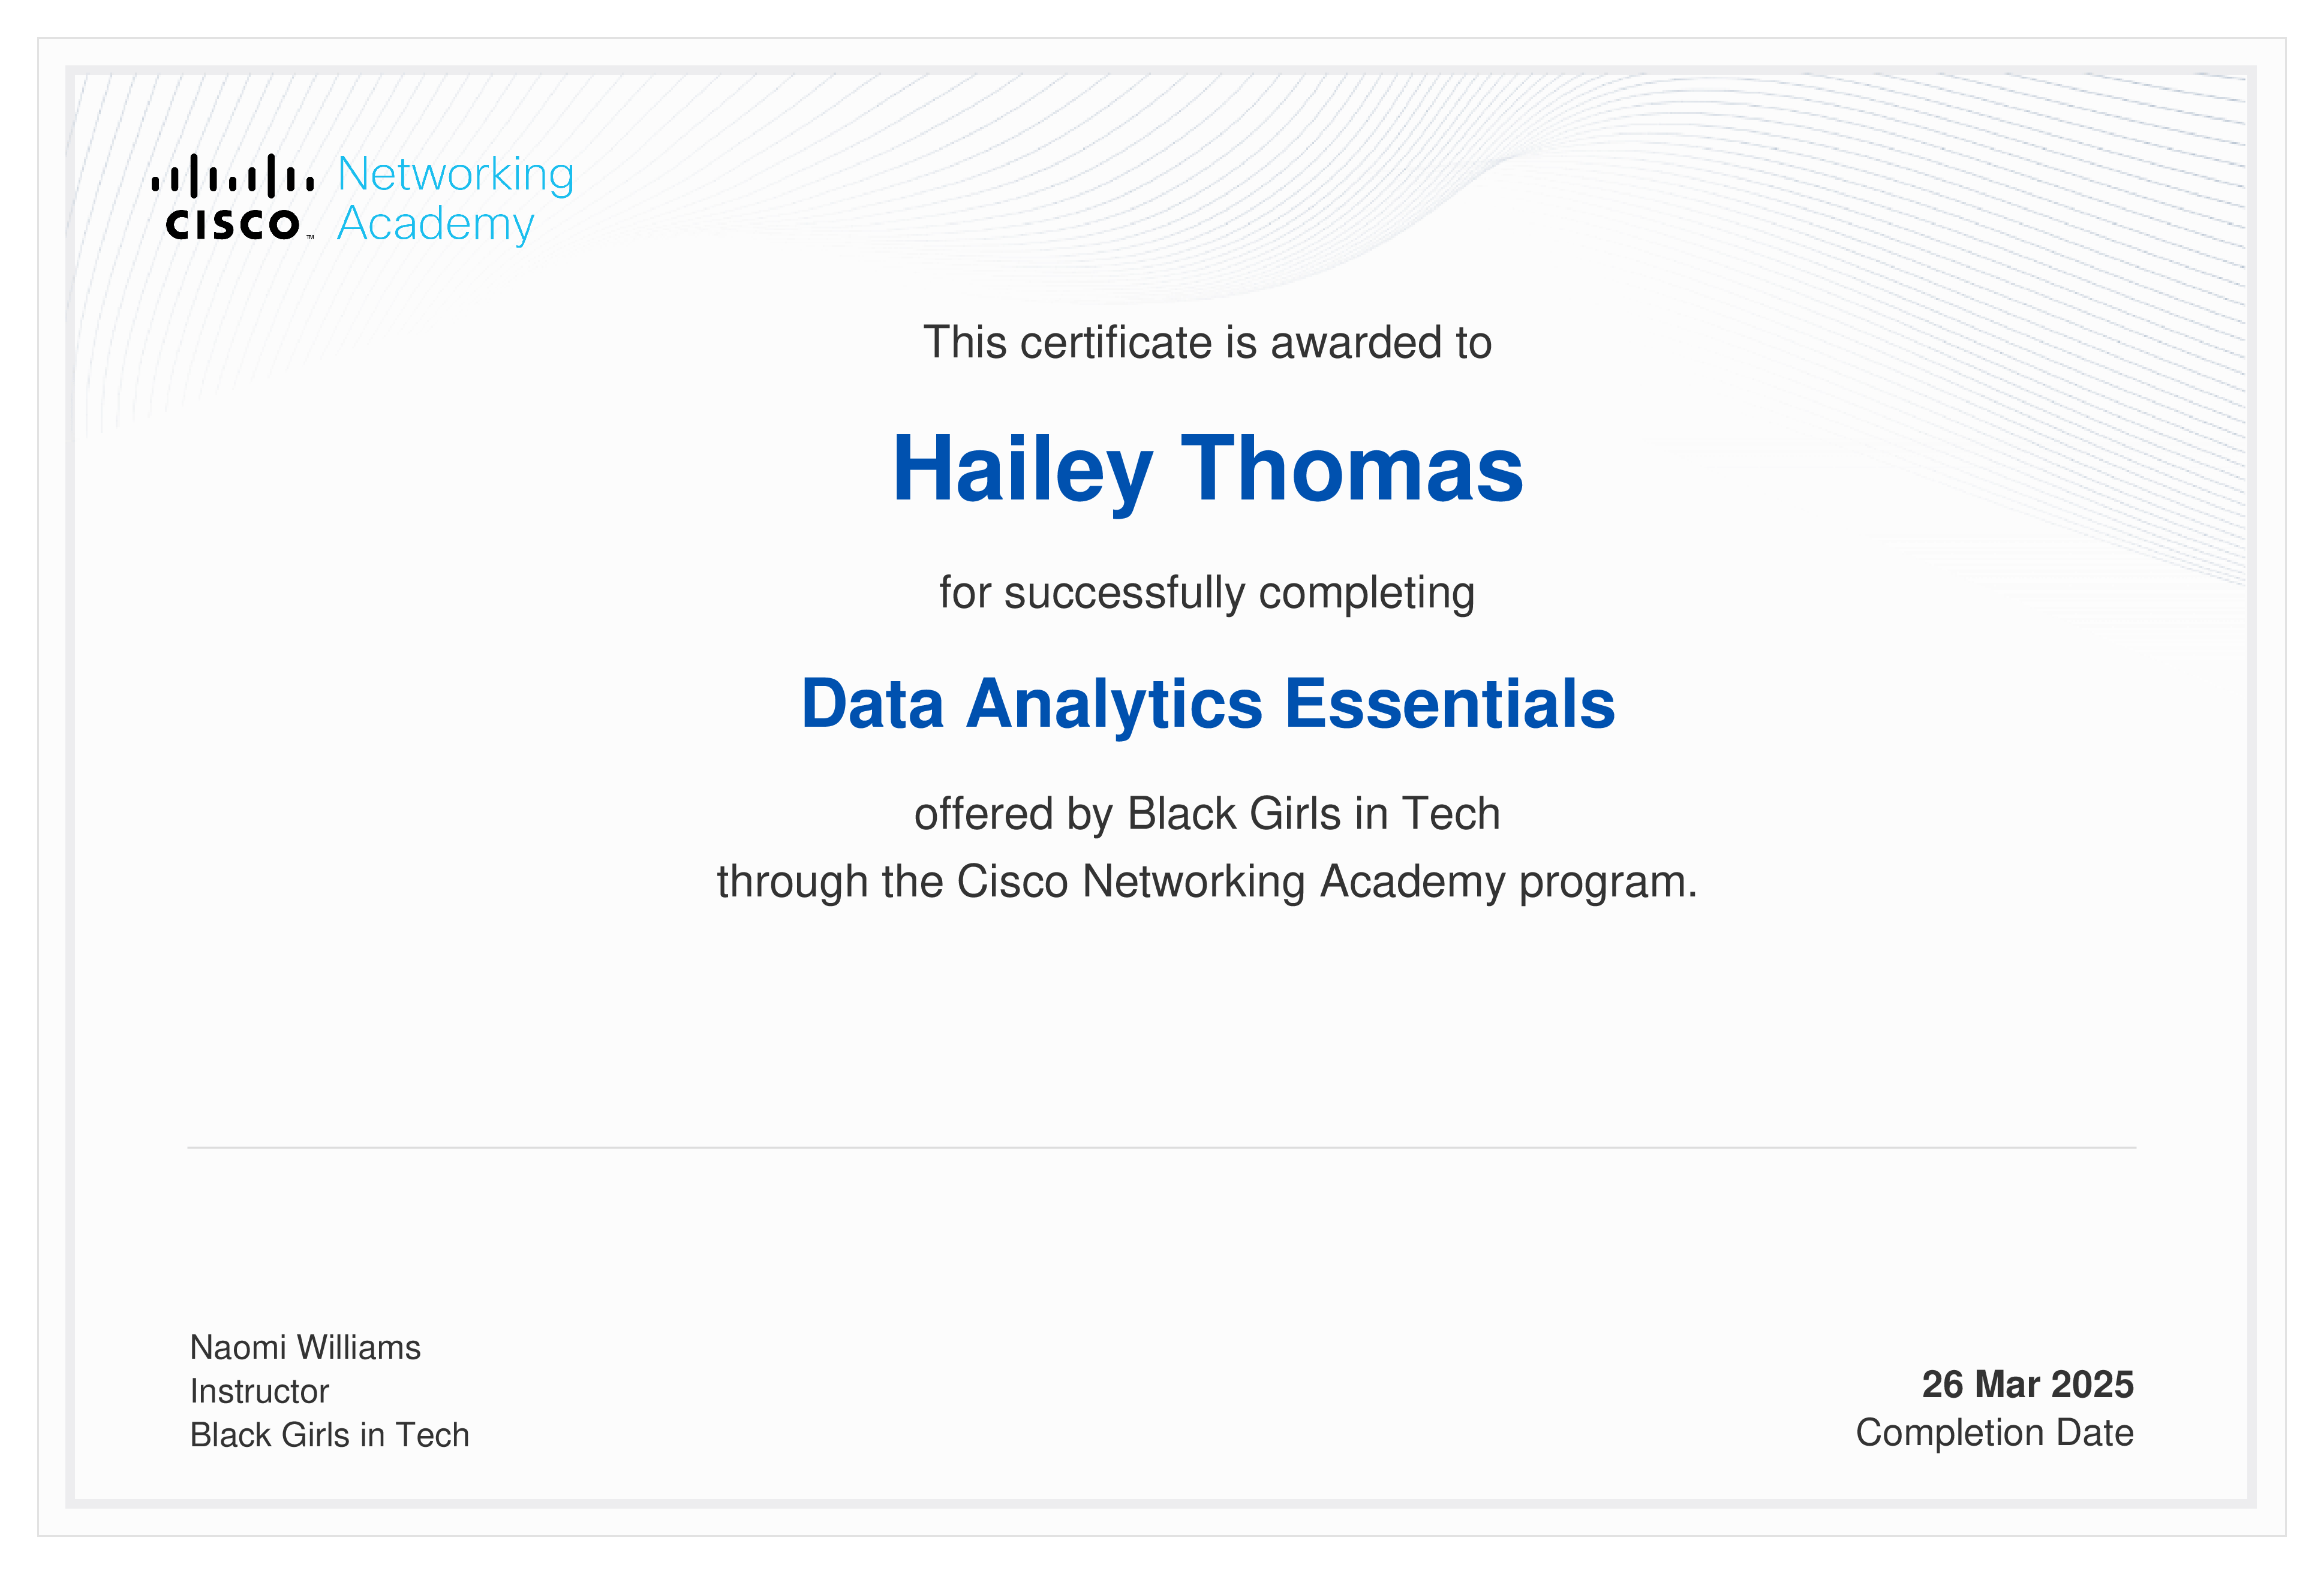 cisco™
Networking
Academy
This certificate is awarded to
Hailey Thomas
for successfully completing
Data Analytics Essentials
offered by Black Girls in Tech
through the Cisco Networking Academy program.
Naomi Williams
Instructor
Black Girls in Tech
26 Mar 2025
Completion Date